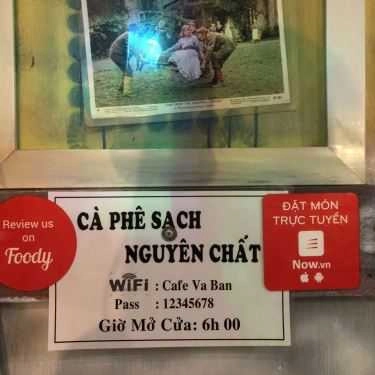 CÀ PHÊ SẠCH
NGUYÊN CHẤT
WiFi : Cafe Va Ban
Pass : 12345678
Giờ Mở Cửa: 6h 00
Review us
on
Foody
ĐẶT MÓN
TRỰC TUYẾN
Now.vn